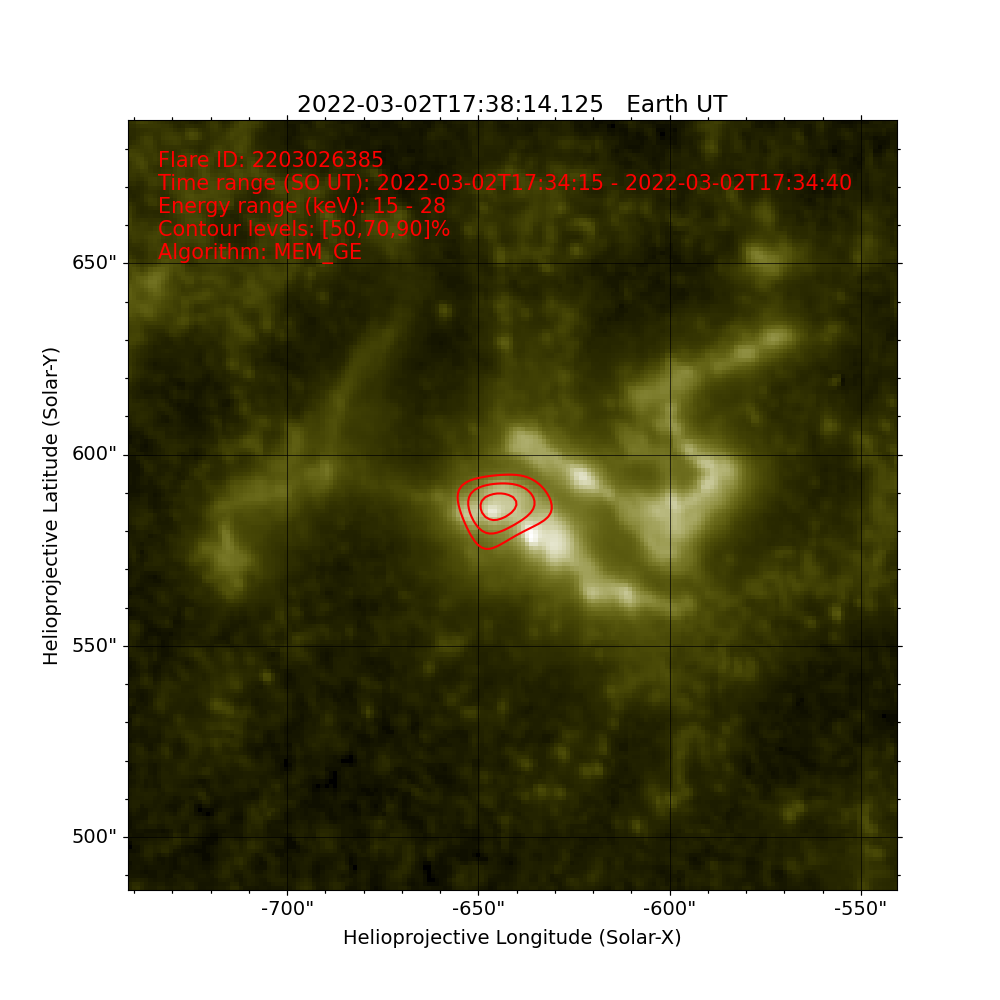 2022-03-02T17:38:14.125   Earth UT
Flare ID: 2203026385
Time range (SO UT): 2022-03-02T17:34:15 - 2022-03-02T17:34:40
Energy range (keV): 15 - 28
Contour levels: [50,70,90]%
Algorithm: MEM_GE
650"
600"
550"
500"
Helioprojective Latitude (Solar-Y)
-700"
-650"
-600"
-550"
Helioprojective Longitude (Solar-X)